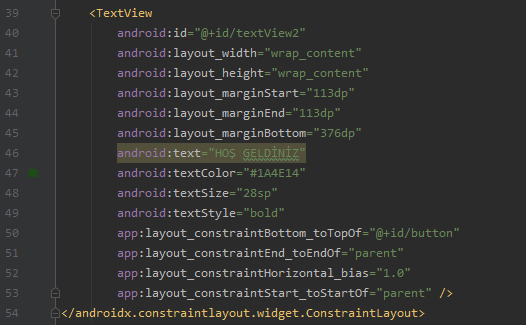 39 <TextView
40 android:id="@+id/textView2"
41 android:layout_width="wrap_content"
42 android:layout_height="wrap_content"
43 android:layout_marginStart="113dp"
44 android:layout_marginEnd="113dp"
45 android:layout_marginBottom="376dp"
46 android:text="HOŞ GELDİNİZ"
47 android:textColor="#1A4E14"
48 android:textSize="28sp"
49 android:textStyle="bold"
50 app:layout_constraintBottom_toTopOf="@+id/button"
51 app:layout_constraintEnd_toEndOf="parent"
52 app:layout_constraintHorizontal_bias="1.0"
53 app:layout_constraintStart_toStartOf="parent" />
54 </androidx.constraintlayout.widget.ConstraintLayout>